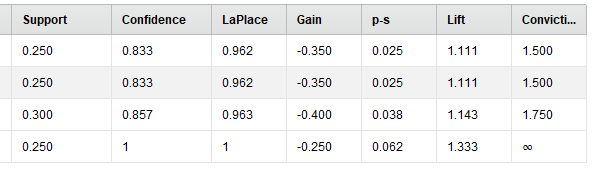 Support Confidence LaPlace Gain p-s Lift Convicti...
0.250 0.833 0.962 -0.350 0.025 1.111 1.500
0.250 0.833 0.962 -0.350 0.025 1.111 1.500
0.300 0.857 0.963 -0.400 0.038 1.143 1.750
0.250 1 1 -0.250 0.062 1.333 ∞